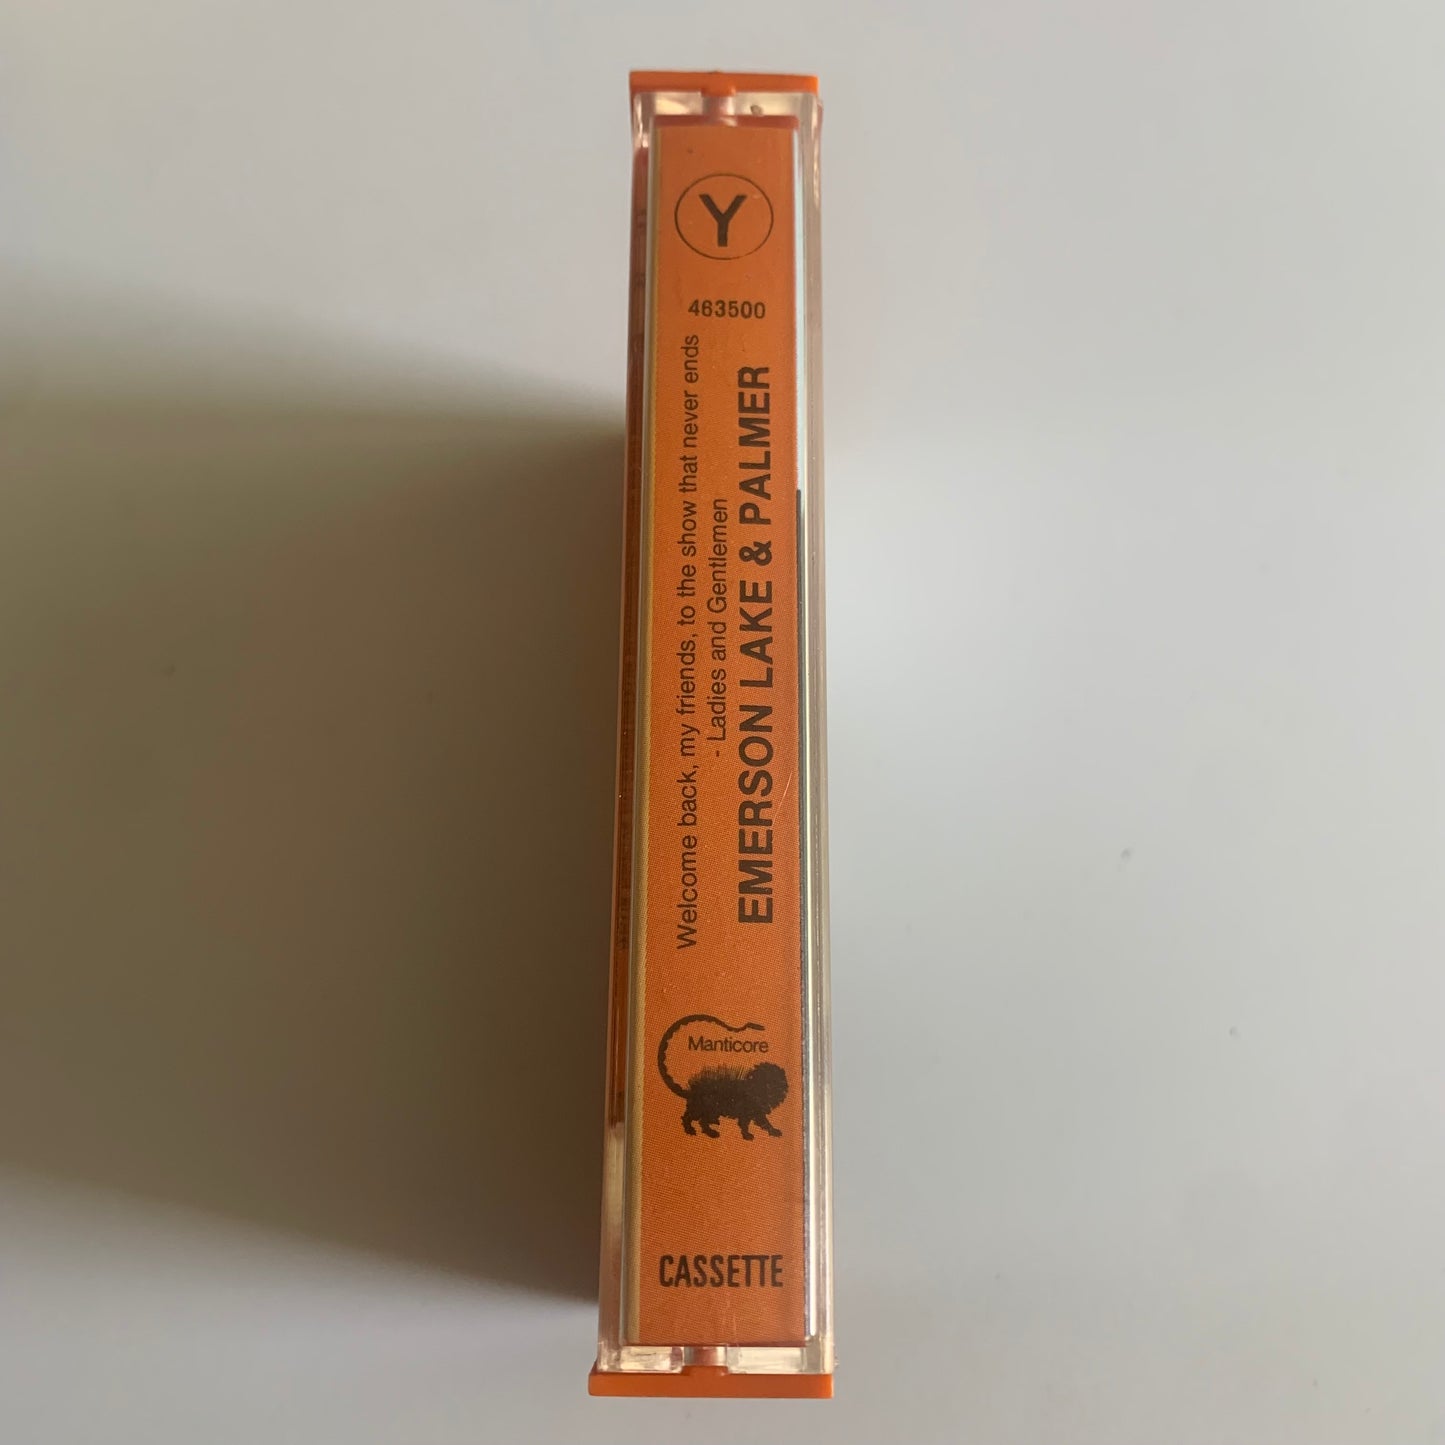 Y
463500
Welcome back, my friends, to the show that never ends
- Ladies and Gentlemen
EMERSON LAKE & PALMER
Manticore
CASSETTE